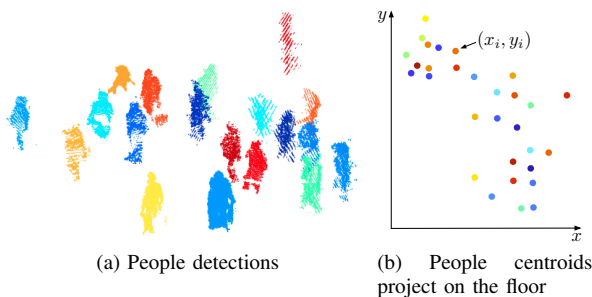 y
(x_i, y_i)
x
(a) People detections
(b) People centroids
project on the floor